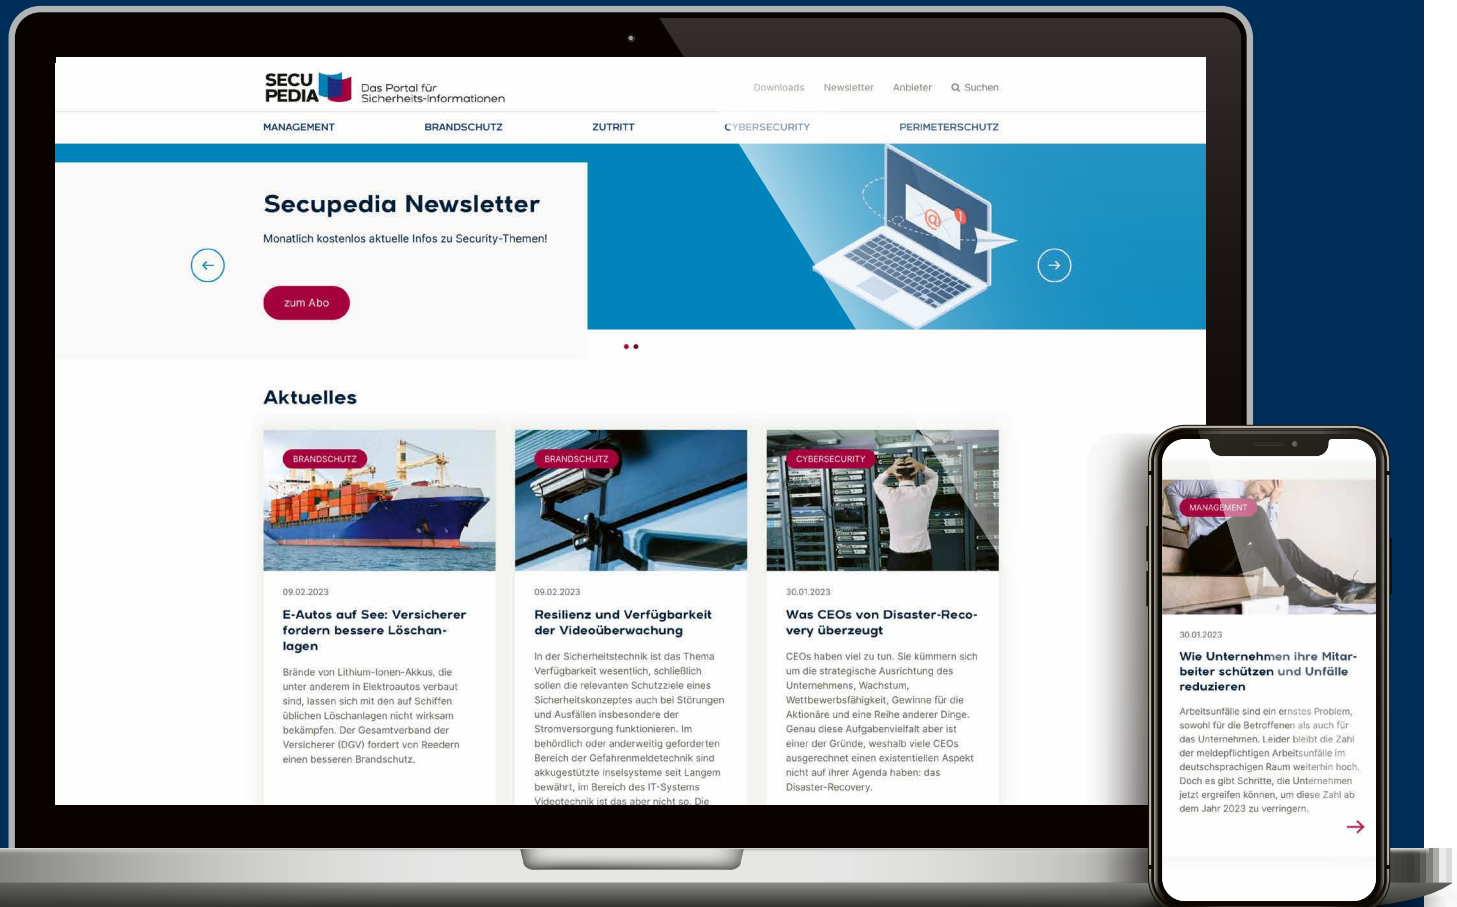 SECU
PEDIA
Das Portal für
Sicherheits-Informationen
Downloads Newsletter Anbieter Suchen
MANAGEMENT BRANDSCHUTZ ZUTRITT CYBERSECURITY PERIMETERSCHUTZ
Secupedia Newsletter
Monatlich kostenlos aktuelle Infos zu Security-Themen!
zum Abo
@
1
Aktuelles
BRANDSCHUTZ
09.02.2023
E-Autos auf See: Versicherer
fordern bessere Löschan-
lagen
Brände von Lithium-Ionen-Akkus, die
unter anderem in Elektroautos verbaut
sind, lassen sich mit den auf Schiffen
üblichen Löschanlagen nicht wirksam
bekämpfen. Der Gesamtverband der
Versicherer (DGV) fordert von Reedern
einen besseren Brandschutz.
BRANDSCHUTZ
09.02.2023
Resilienz und Verfügbarkeit
der Videoüberwachung
In der Sicherheitstechnik ist das Thema
Verfügbarkeit wesentlich, schließlich
sollen die relevanten Schutzziele eines
Sicherheitskonzeptes auch bei Störungen
und Ausfällen insbesondere der
Stromversorgung funktionieren. Im
behördlich oder anderweitig geforderten
Bereich der Gefahrenmeldetechnik sind
akkugestützte Inselsysteme seit Langem
bewährt, im Bereich des IT-Systems
Videotechnik ist das aber nicht so. Die
CYBERSECURITY
30.01.2023
Was CEOs von Disaster-Reco-
very überzeugt
CEOs haben viel zu tun. Sie kümmern sich
um die strategische Ausrichtung des
Unternehmens, Wachstum,
Wettbewerbsfähigkeit, Gewinne für die
Aktionäre und eine Reihe anderer Dinge.
Genau diese Aufgabenvielfalt aber ist
einer der Gründe, weshalb viele CEOs
ausgerechnet einen existentiellen Aspekt
nicht auf ihrer Agenda haben: das
Disaster-Recovery.
MANAGEMENT
30.01.2023
Wie Unternehmen ihre Mitar-
beiter schützen und Unfälle
reduzieren
Arbeitsunfälle sind ein ernstes Problem,
sowohl für die Betroffenen als auch für
das Unternehmen. Leider bleibt die Zahl
der meldepflichtigen Arbeitsunfälle im
deutschsprachigen Raum weiterhin hoch.
Doch es gibt Schritte, die Unternehmen
jetzt ergreifen können, um diese Zahl ab
dem Jahr 2023 zu verringern.